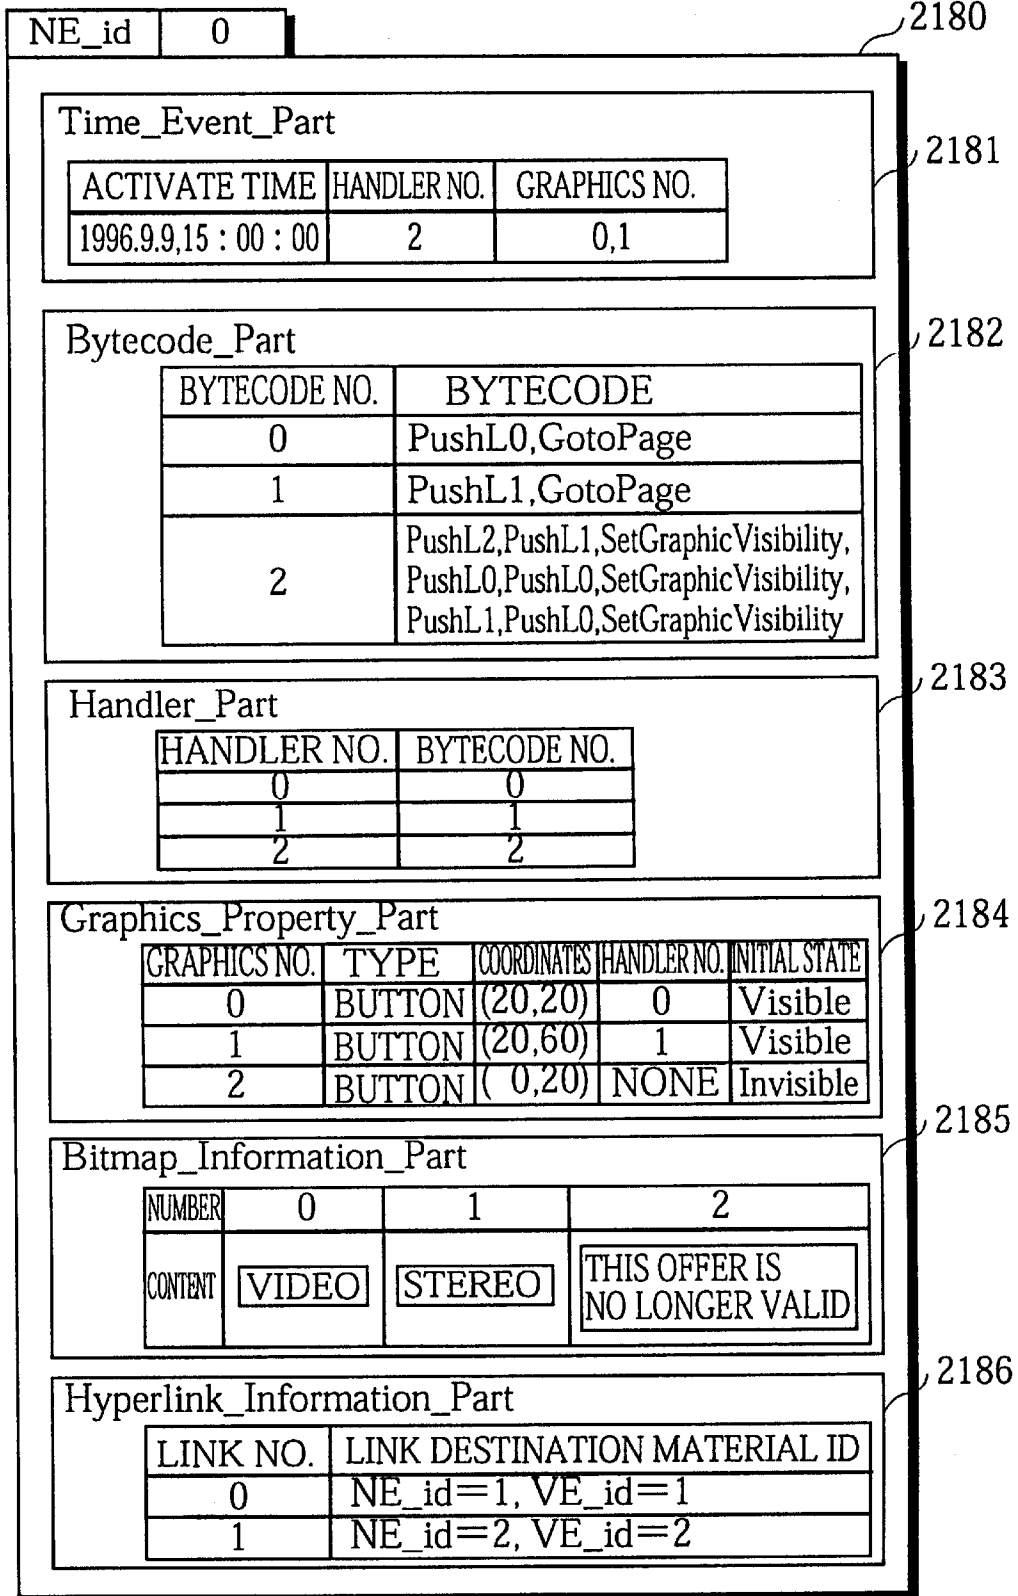 NE_id 0
2180
Time_Event_Part
2181
ACTIVATE TIME HANDLER NO. GRAPHICS NO.
1996.9.9,15 : 00 : 00 2 0,1
Bytecode_Part
2182
BYTECODE NO. BYTECODE
0 PushL0,GotoPage
1 PushL1,GotoPage
2 PushL2,PushL1,SetGraphicVisibility,
PushL0,PushL0,SetGraphicVisibility,
PushL1,PushL0,SetGraphicVisibility
2183
Handler_Part
HANDLER NO. BYTECODE NO.
0 0
1 1
2 2
2184
Graphics_Property_Part
GRAPHICS NO. TYPE COORDINATES HANDLER NO. INITIAL STATE
0 BUTTON (20,20) 0 Visible
1 BUTTON (20,60) 1 Visible
2 BUTTON ( 0,20) NONE Invisible
2185
Bitmap_Information_Part
NUMBER 0 1 2
CONTENT VIDEO STEREO THIS OFFER IS
NO LONGER VALID
2186
Hyperlink_Information_Part
LINK NO. LINK DESTINATION MATERIAL ID
0 NE_id=1, VE_id=1
1 NE_id=2, VE_id=2